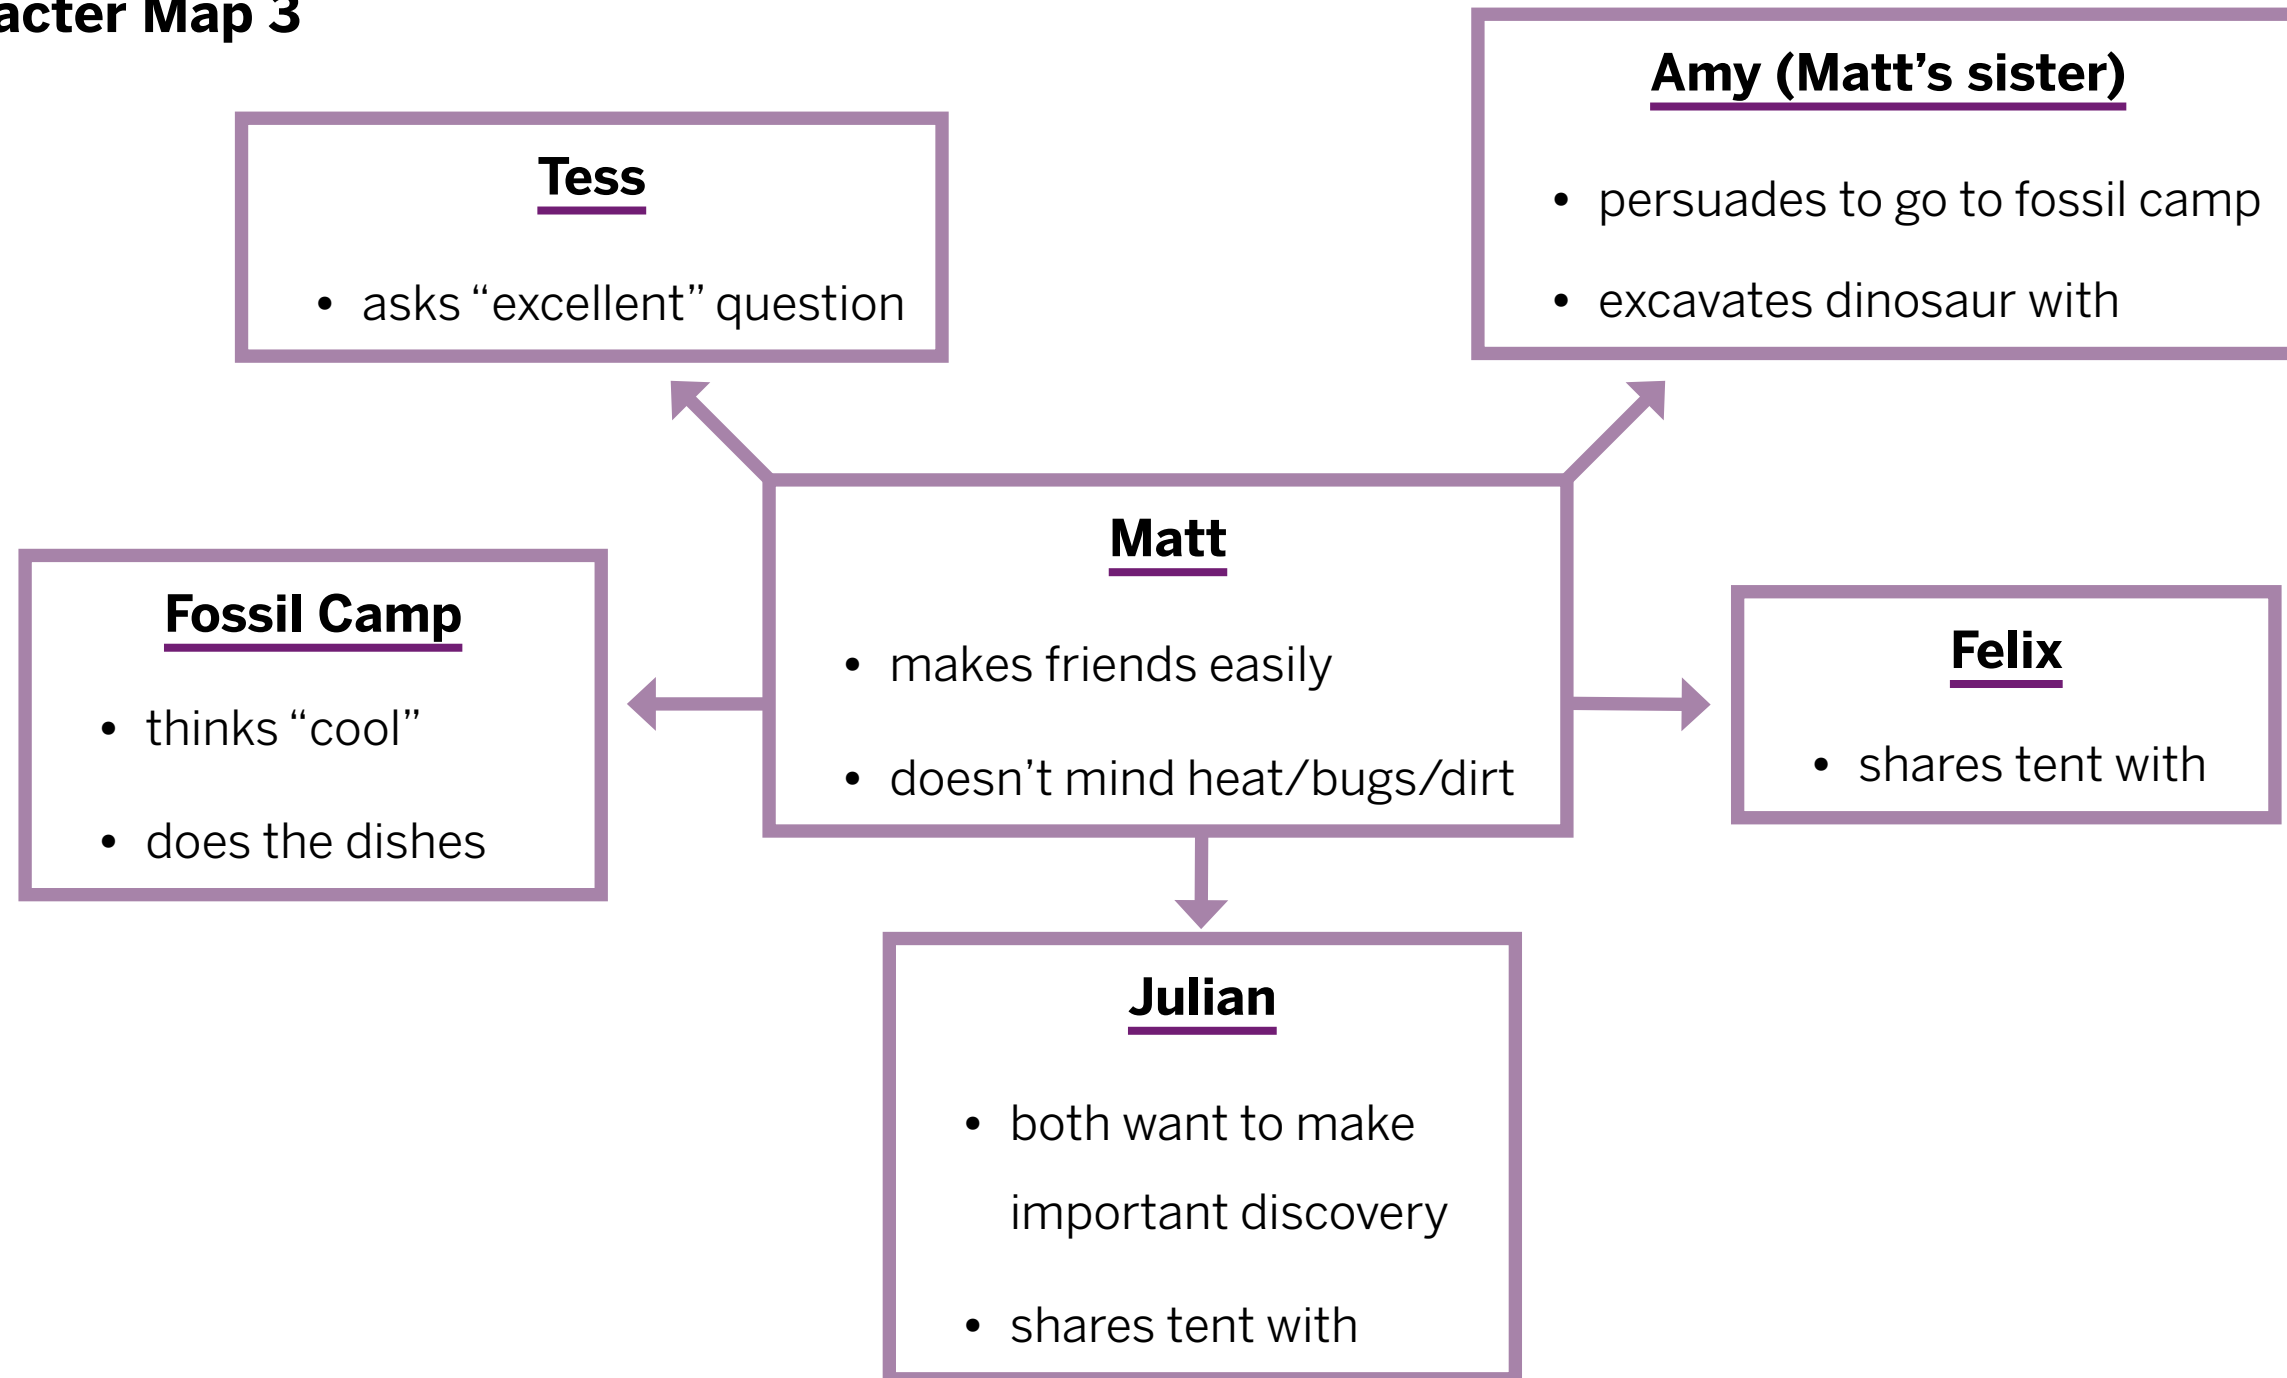 acter Map 3
Amy (Matt’s sister)
• persuades to go to fossil camp
• excavates dinosaur with
Tess
• asks “excellent” question
Matt
• makes friends easily
• doesn’t mind heat/bugs/dirt
Fossil Camp
• thinks “cool”
• does the dishes
Felix
• shares tent with
Julian
• both want to make
important discovery
• shares tent with